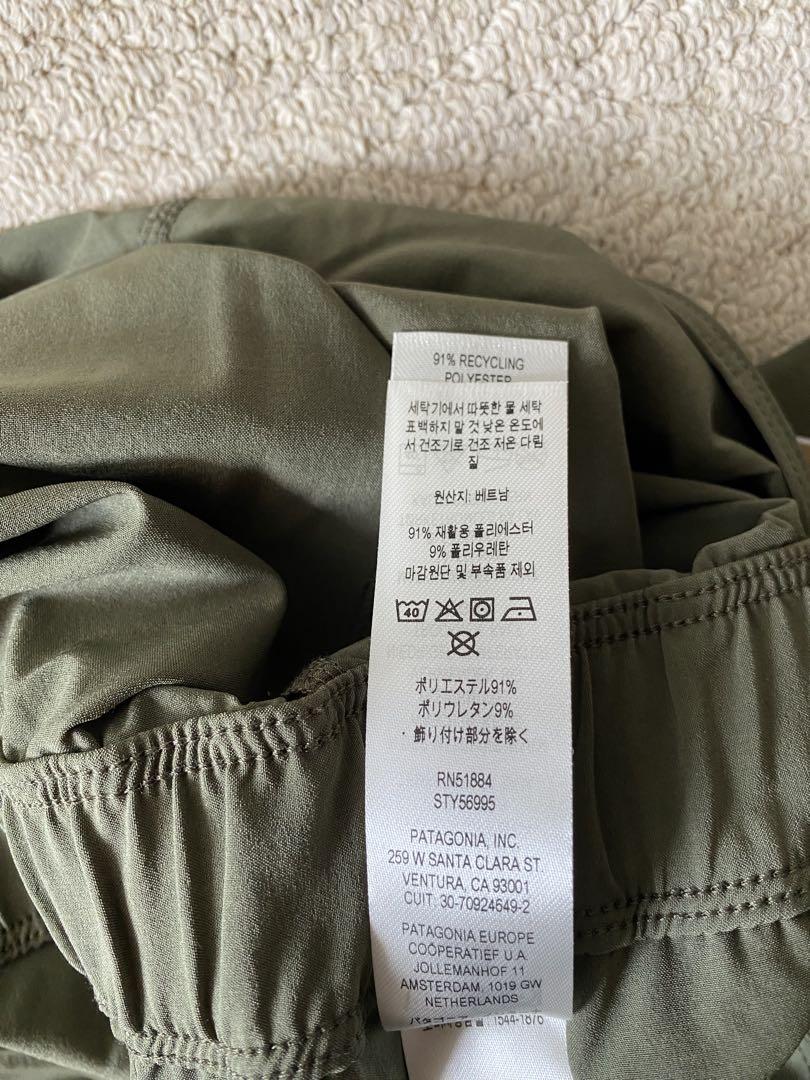 91% RECYCLING
POLYESTER
세탁기에서 따뜻한 물 세탁
표백하지 말 것 낮은 온도에
서 건조기로 건조 저온 다림
질
원산지: 베트남
91% 재활용 폴리에스터
9% 폴리우레탄
마감원단 및 부속품 제외
40
ポリエステル91%
ポリウレタン9%
・飾り付け部分を除く
RN51884
STY56995
PATAGONIA, INC.
259 W SANTA CLARA ST.
VENTURA, CA 93001
CUIT: 30-70924649-2
PATAGONIA EUROPE
COÖPERATIEF U.A.
JOLLEMANHOF 11
AMSTERDAM, 1019 GW
NETHERLANDS
1544-1876